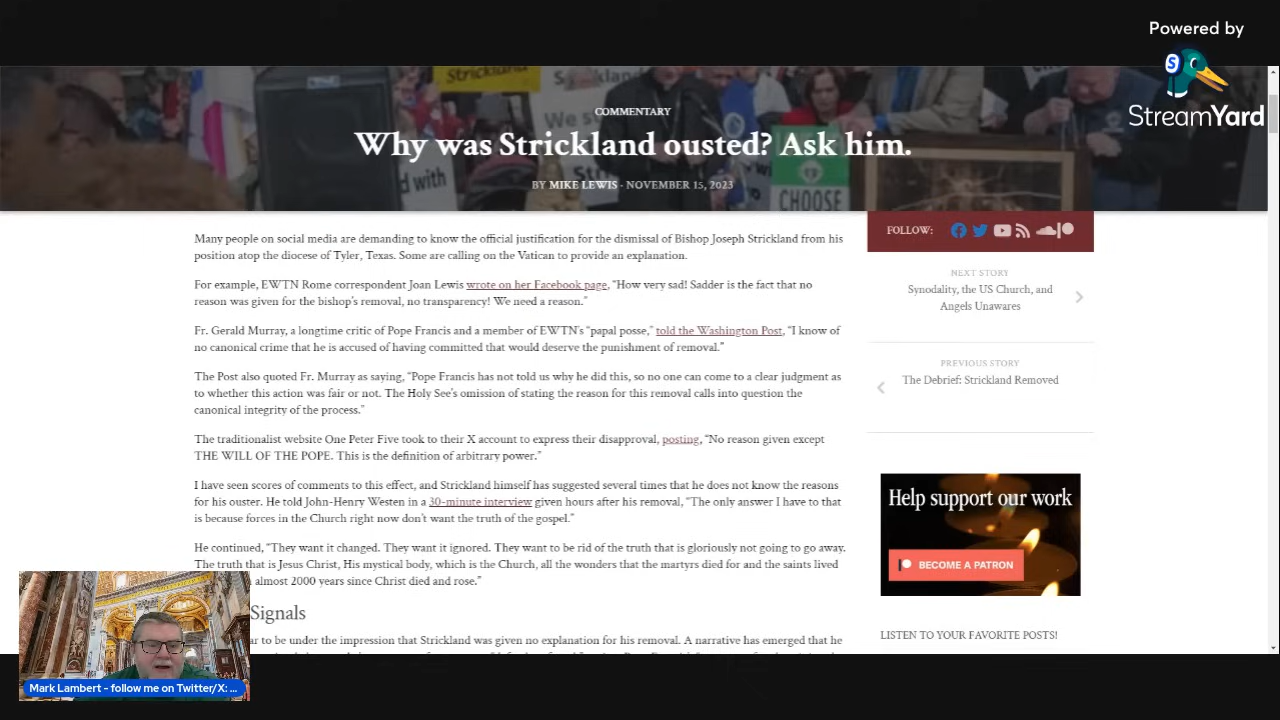 Powered by
StreamYard
COMMENTARY
Why was Strickland ousted? Ask him.
BY MIKE LEWIS · NOVEMBER 15, 2023
Strickland
We s
d with
CHOOSE
Many people on social media are demanding to know the official justification for the dismissal of Bishop Joseph Strickland from his
position atop the diocese of Tyler, Texas. Some are calling on the Vatican to provide an explanation.
For example, EWTN Rome correspondent Joan Lewis wrote on her Facebook page, “How very sad! Sadder is the fact that no
reason was given for the bishop’s removal, no transparency! We need a reason.”
Fr. Gerald Murray, a longtime critic of Pope Francis and a member of EWTN’s “papal posse,” told the Washington Post, “I know of
no canonical crime that he is accused of having committed that would deserve the punishment of removal.”
The Post also quoted Fr. Murray as saying, “Pope Francis has not told us why he did this, so no one can come to a clear judgment as
to whether this action was fair or not. The Holy See’s omission of stating the reason for this removal calls into question the
canonical integrity of the process.”
The traditionalist website One Peter Five took to their X account to express their disapproval, posting, “No reason given except
THE WILL OF THE POPE. This is the definition of arbitrary power.”
I have seen scores of comments to this effect, and Strickland himself has suggested several times that he does not know the reasons
for his ouster. He told John-Henry Westen in a 30-minute interview given hours after his removal, “The only answer I have to that
is because forces in the Church right now don’t want the truth of the gospel.”
He continued, “They want it changed. They want it ignored. They want to be rid of the truth that is gloriously not going to go away.
The truth that is Jesus Christ, His mystical body, which is the Church, all the wonders that the martyrs died for and the saints lived
almost 2000 years since Christ died and rose.”
Signals
ar to be under the impression that Strickland was given no explanation for his removal. A narrative has emerged that he
FOLLOW:
NEXT STORY
Synodality, the US Church, and
Angels Unawares
PREVIOUS STORY
The Debrief: Strickland Removed
Help support our work
BECOME A PATRON
LISTEN TO YOUR FAVORITE POSTS!
Mark Lambert - follow me on Twitter/X: ...